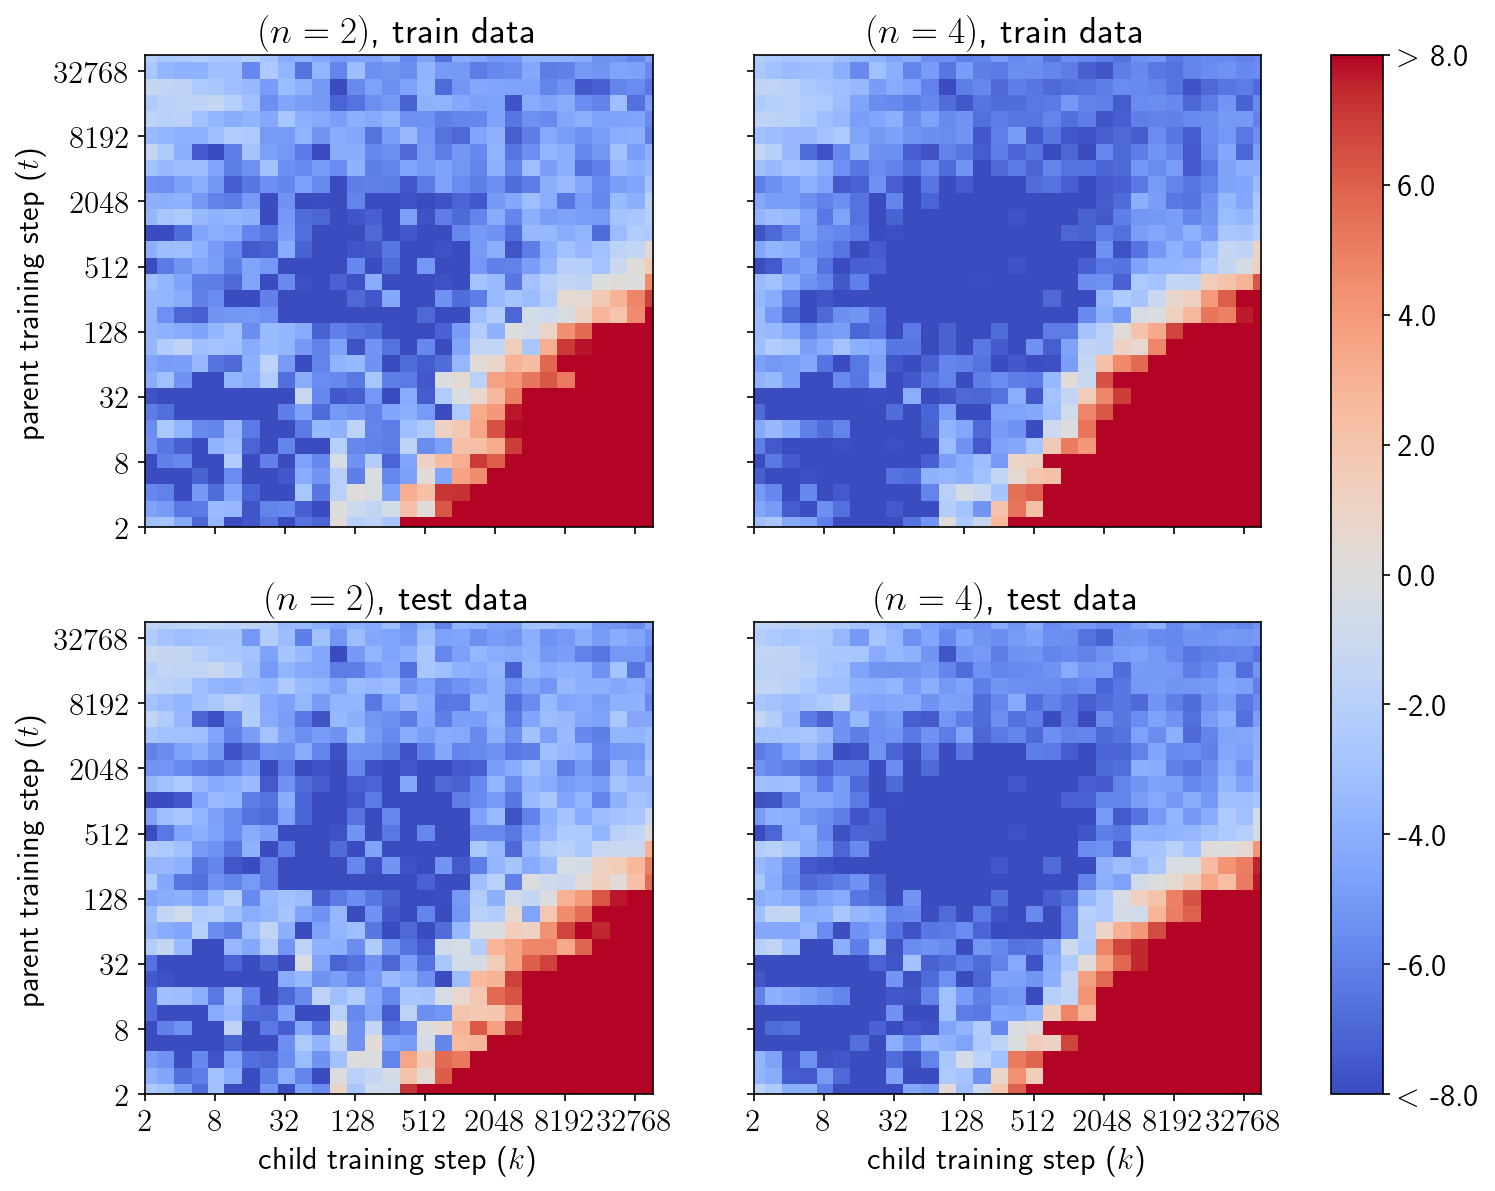 (n = 2), train data
(n = 4), train data
32768
8192
2048
512
128
32
8
2
parent training step (t)
> 8.0
6.0
4.0
2.0
0.0
-2.0
-4.0
-6.0
< -8.0
(n = 2), test data
(n = 4), test data
32768
8192
2048
512
128
32
8
2
parent training step (t)
2 8 32 128 512 2048 8192 32768
2 8 32 128 512 2048 8192 32768
child training step (k)
child training step (k)